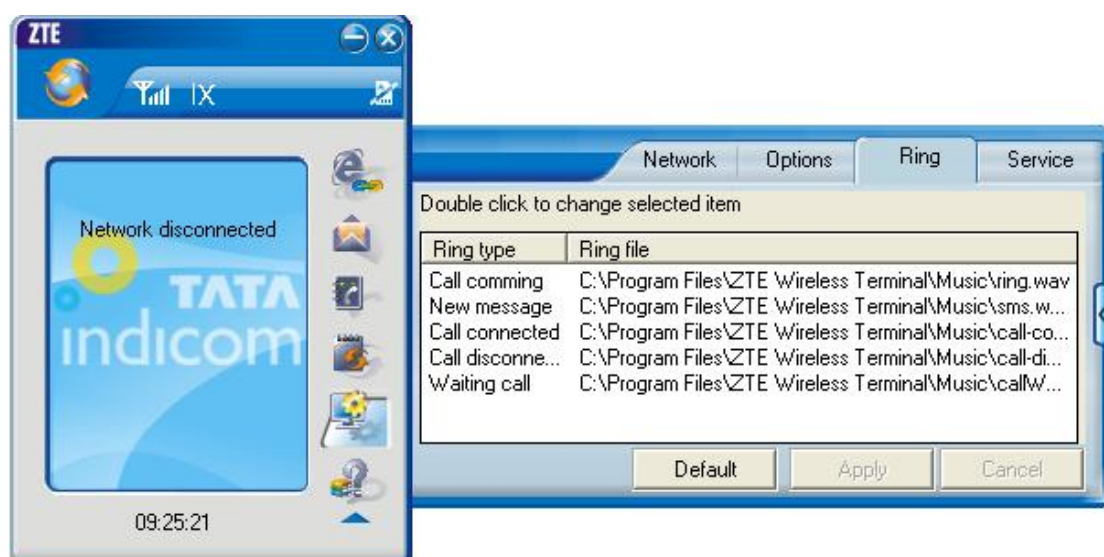 ZTE
IX
Network disconnected
TATA
indicom
09:25:21
Network Options Ring Service
Double click to change selected item
Ring type Ring file
Call comming C:\Program Files\ZTE Wireless Terminal\Music\ring.wav
New message C:\Program Files\ZTE Wireless Terminal\Music\sms.w...
Call connected C:\Program Files\ZTE Wireless Terminal\Music\call-co...
Call disconne... C:\Program Files\ZTE Wireless Terminal\Music\call-di...
Waiting call C:\Program Files\ZTE Wireless Terminal\Music\callW...
Default Apply Cancel